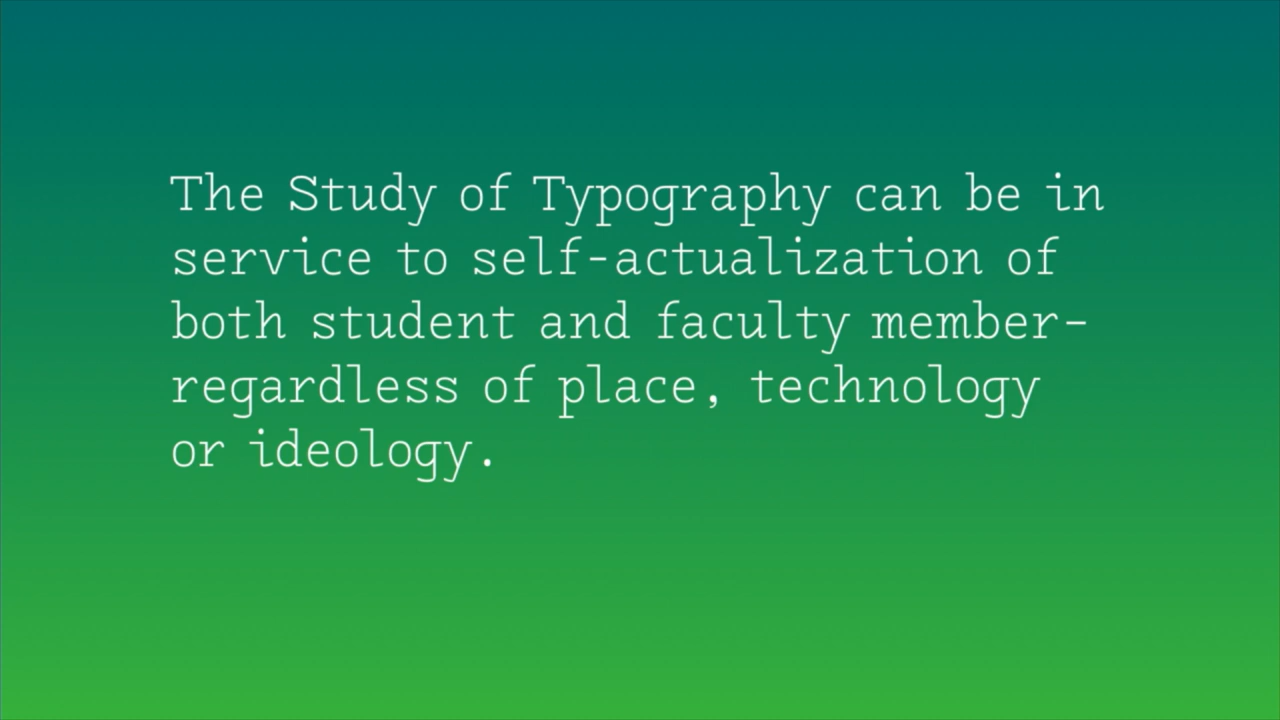 The Study of Typography can be in
service to self-actualization of
both student and faculty member-
regardless of place, technology
or ideology.